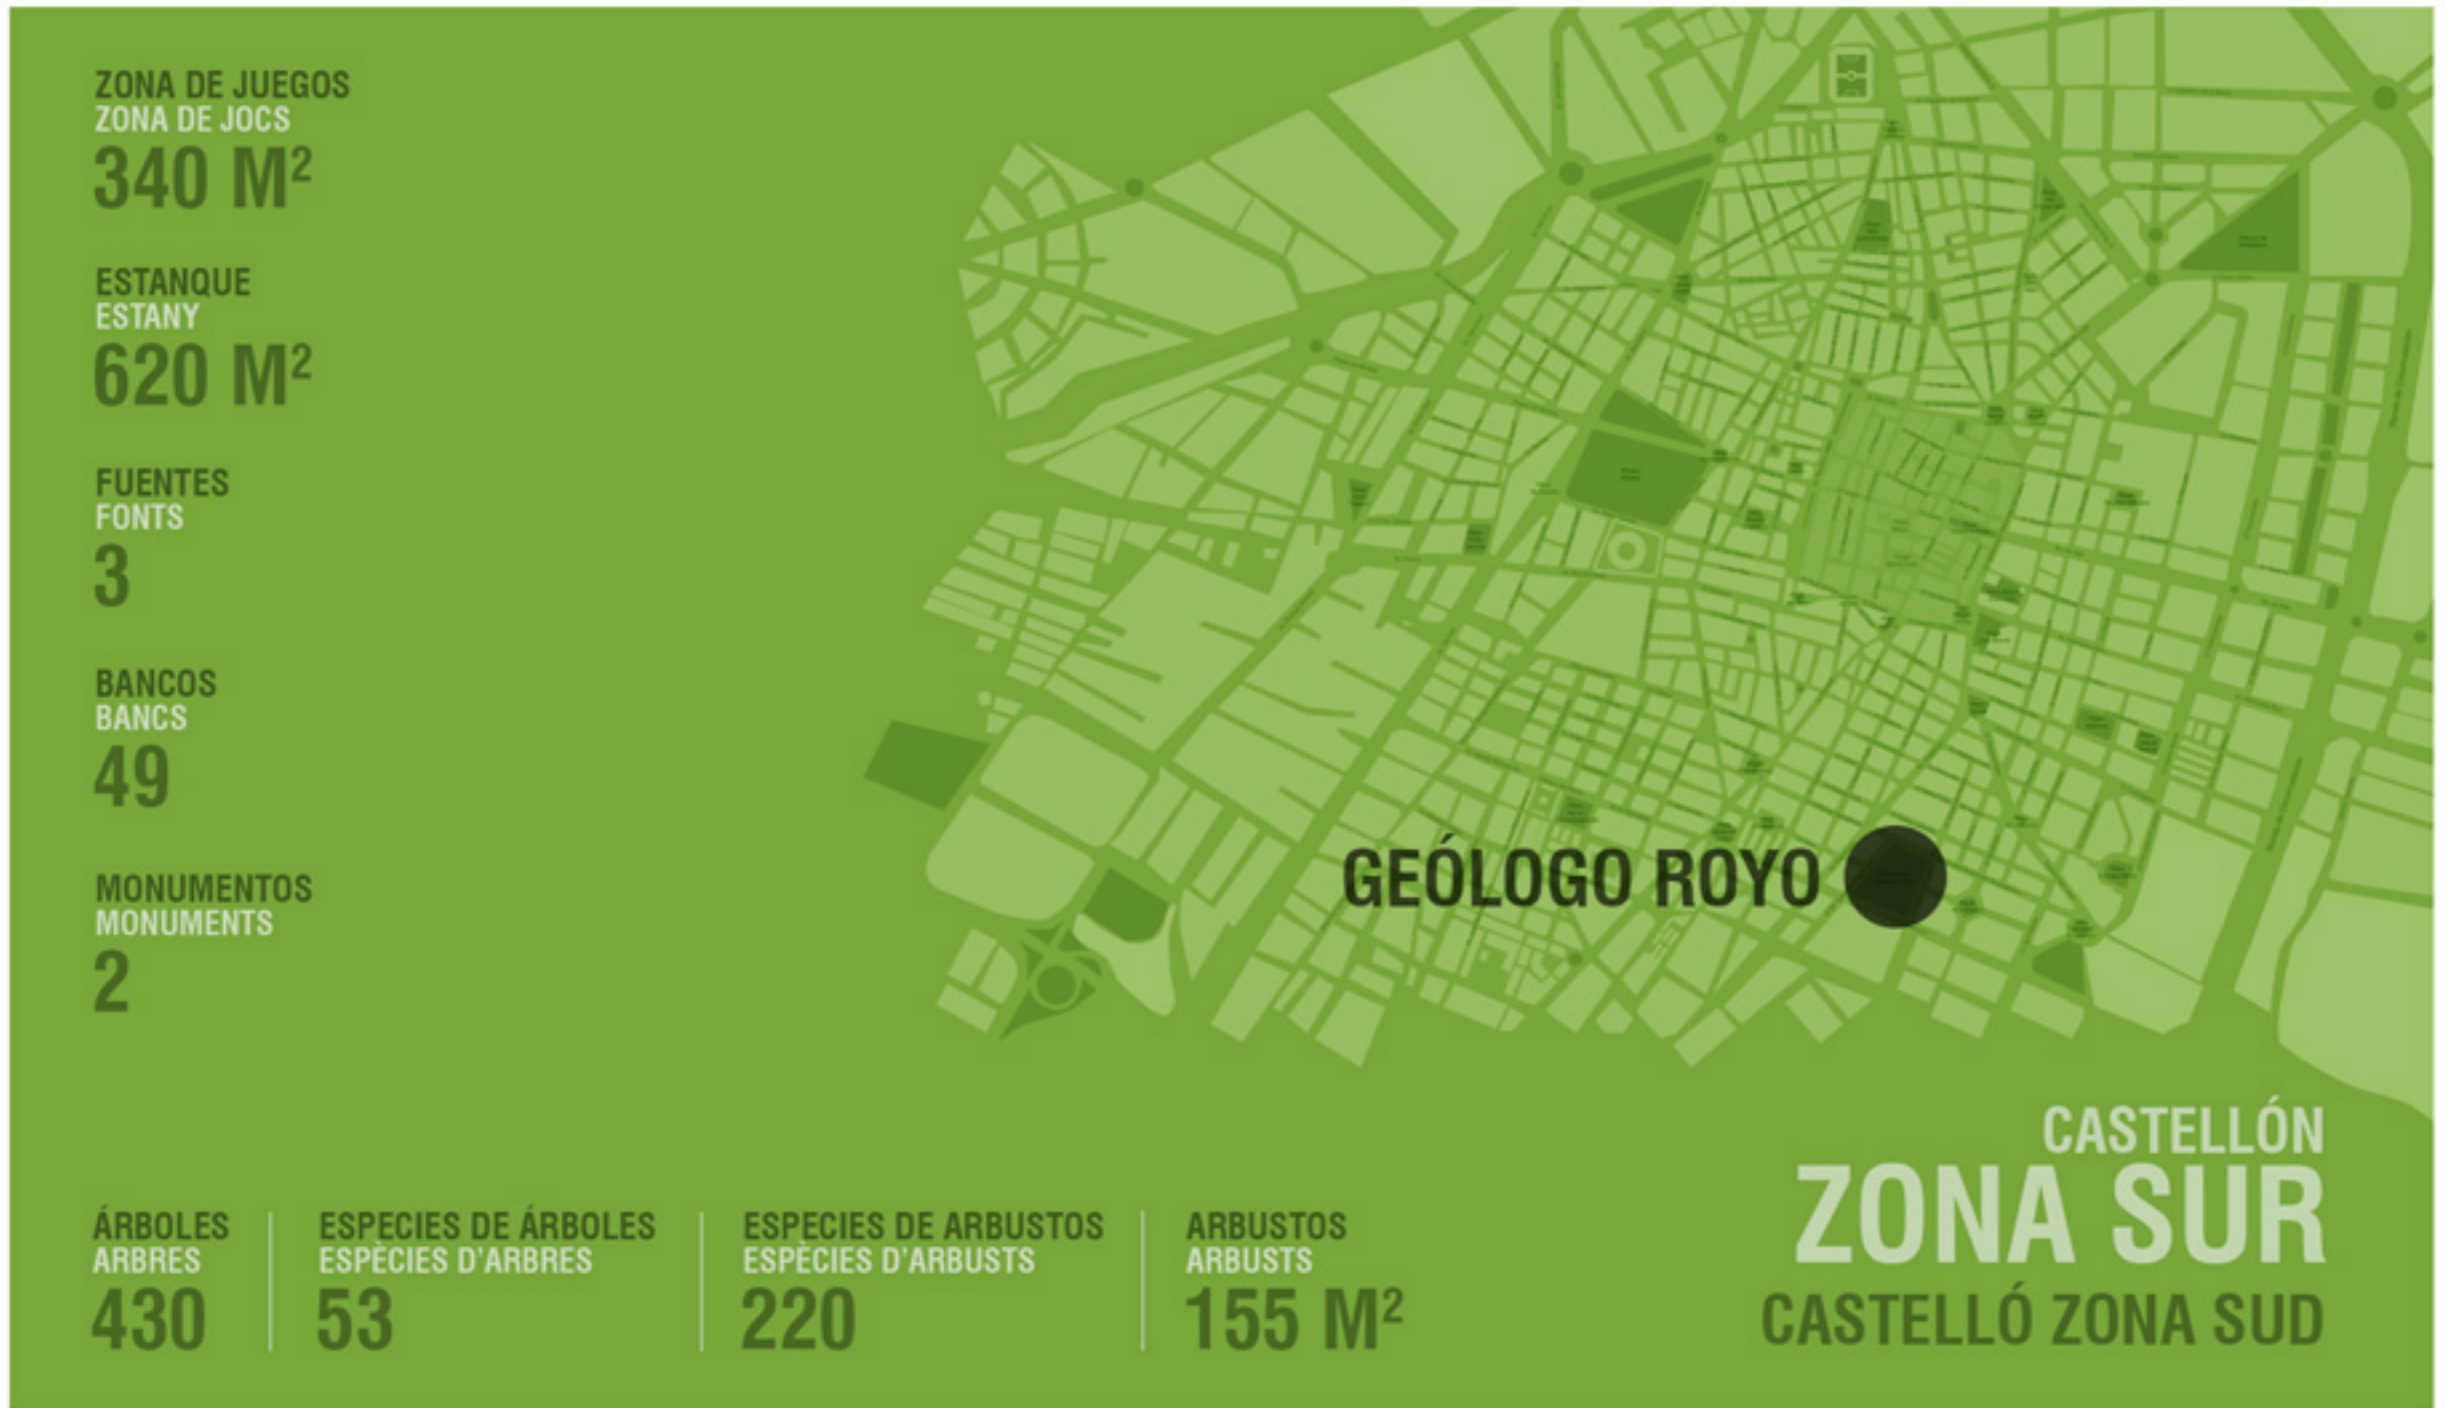 ZONA DE JUEGOS
ZONA DE JOCS
340 M²
ESTANQUE
ESTANY
620 M²
FUENTES
FONTS
3
BANCOS
BANCS
49
MONUMENTOS
MONUMENTS
2
GEÓLOGO ROYO
ÁRBOLES
ARBRES
430
ESPECIES DE ÁRBOLES
ESPÈCIES D'ARBRES
53
ESPECIES DE ARBUSTOS
ESPÈCIES D'ARBUSTS
220
ARBUSTOS
ARBUSTS
155 M²
CASTELLÓN
ZONA SUR
CASTELLÓ ZONA SUD